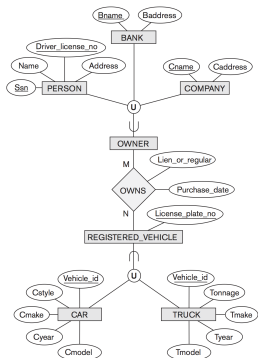 Bname
Baddress
BANK
Driver_license_no
Name
Address
Cname
Caddress
Ssn
PERSON
COMPANY
U
OWNER
M
Lien_or_regular
OWNS
Purchase_date
N
License_plate_no
REGISTERED_VEHICLE
U
Vehicle_id
Vehicle_id
Cstyle
Tonnage
Cmake
CAR
TRUCK
Tmake
Cyear
Tyear
Cmodel
Tmodel